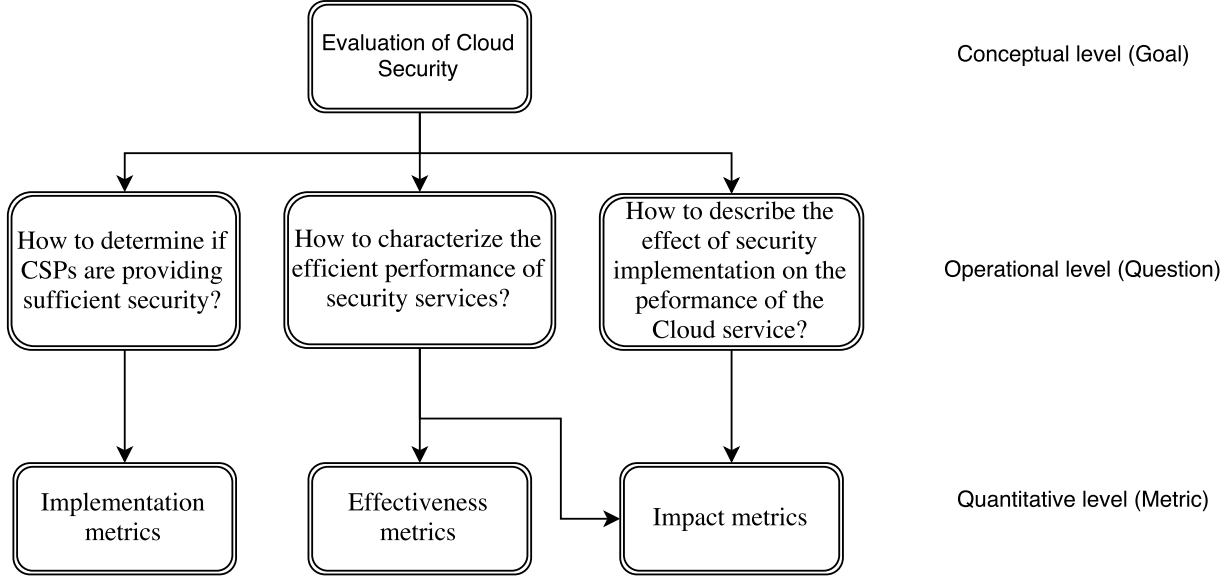 Evaluation of Cloud
Security
Conceptual level (Goal)
How to determine if
CSPs are providing
sufficient security?
How to characterize the
efficient performance of
security services?
How to describe the
effect of security
implementation on the
peformance of the
Cloud service?
Operational level (Question)
Implementation
metrics
Effectiveness
metrics
Impact metrics
Quantitative level (Metric)